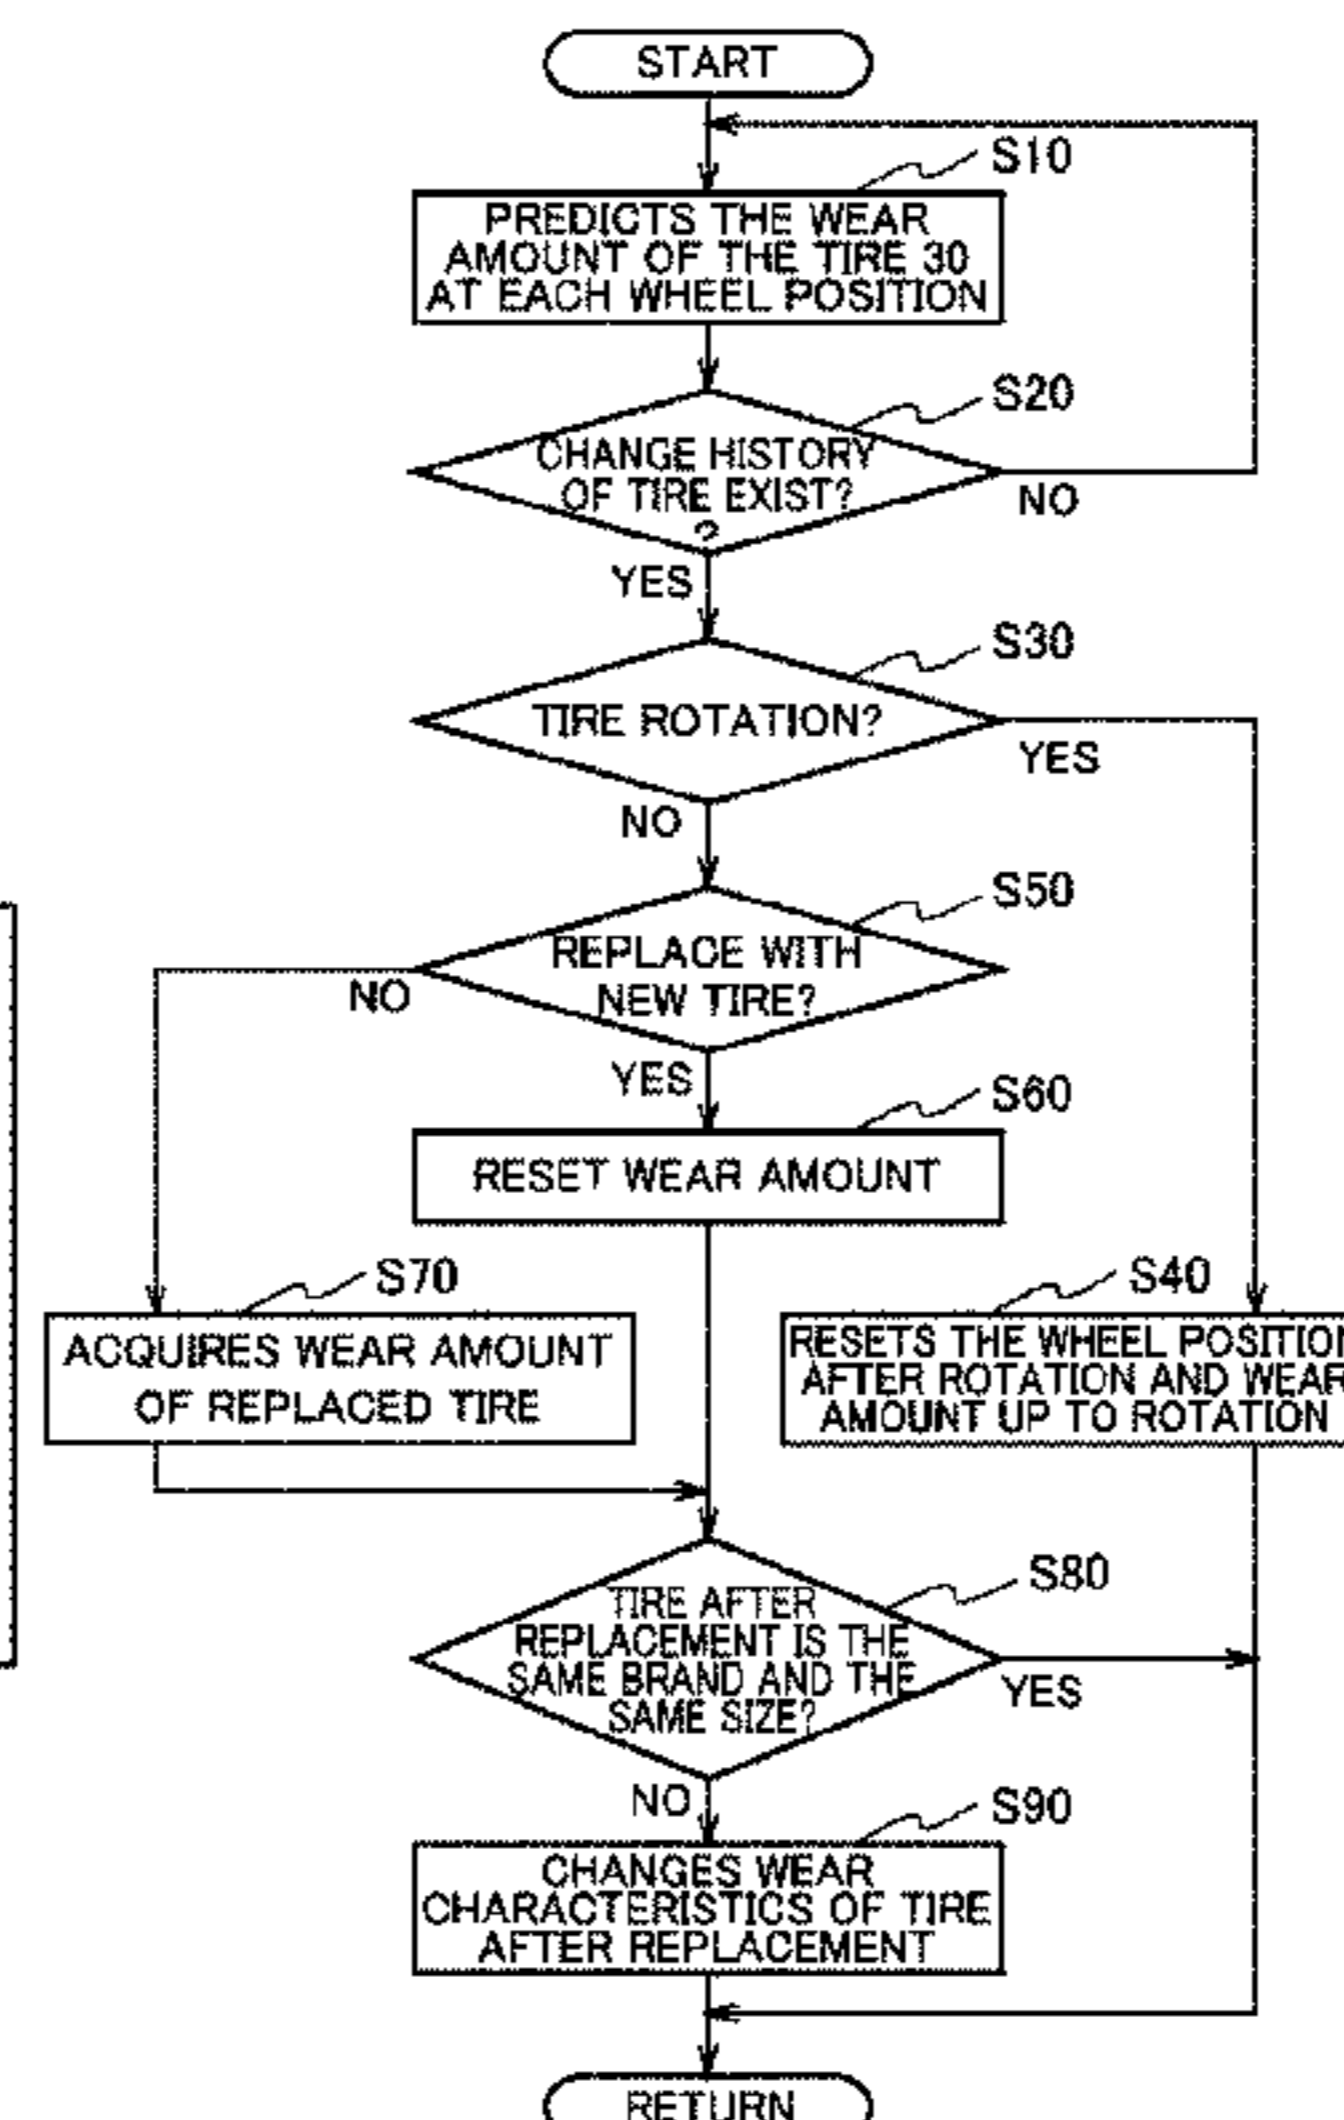 START
S10
PREDICTS THE WEAR
AMOUNT OF THE TIRE 30
AT EACH WHEEL POSITION
S20
CHANGE HISTORY
OF TIRE EXIST?
?
NO
YES
S30
TIRE ROTATION?
YES
NO
S50
REPLACE WITH
NEW TIRE?
NO
YES
S60
RESET WEAR AMOUNT
S70
ACQUIRES WEAR AMOUNT
OF REPLACED TIRE
S40
RESETS THE WHEEL POSITION
AFTER ROTATION AND WEAR
AMOUNT UP TO ROTATION
S80
TIRE AFTER
REPLACEMENT IS THE
SAME BRAND AND THE
SAME SIZE?
YES
NO
S90
CHANGES WEAR
CHARACTERISTICS OF TIRE
AFTER REPLACEMENT
RETURN